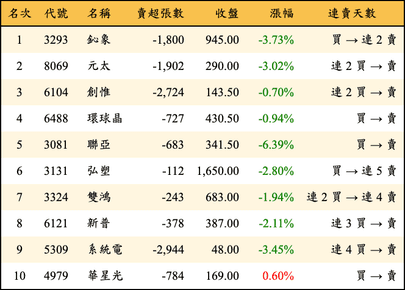 名次 代號 名稱 賣超張數 收盤 漲幅 連賣天數
1 3293 鈊象 -1,800 945.00 -3.73% 買→連 2 賣
2 8069 元太 -1,902 290.00 -3.02% 連 2 買→賣
3 6104 創惟 -2,724 143.50 -0.70% 連 2 買→賣
4 6488 環球晶 -727 430.50 -0.94% 買→賣
5 3081 聯亞 -683 341.50 -6.39% 買→賣
6 3131 弘塑 -112 1,650.00 -2.80% 買→連 5 賣
7 3324 雙鴻 -243 683.00 -1.94% 連 2 買→連 4 賣
8 6121 新普 -378 387.00 -2.11% 連 3 買→賣
9 5309 系統電 -2,944 48.00 -3.45% 連 4 買→賣
10 4979 華星光 -784 169.00 0.60% 買→賣